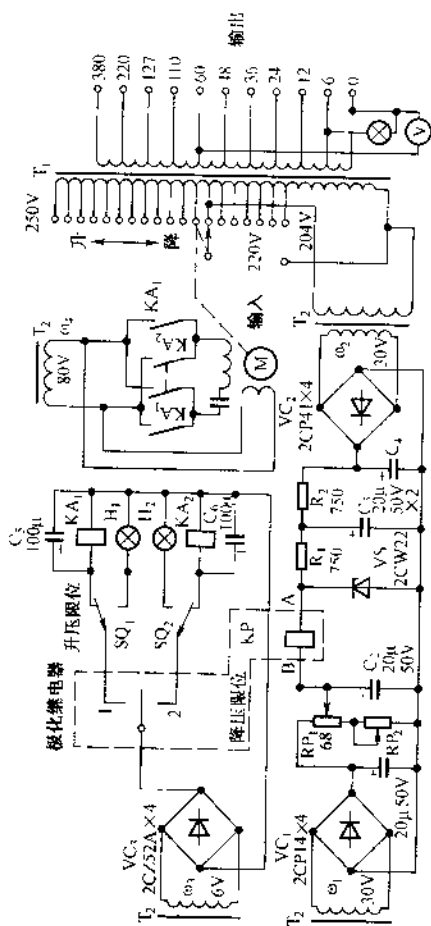 T₂
ω₃
6V
VC₃
2CZ52A×4
极化继电器
1
2
升压限位
降压限位
SQ₁
SQ₂
KP
C₅
100μ
KA₁
H₁
H₂
KA₂
C₆
100μ
T₂
ω₄
80V
KA₁
KA₂
KA₁
M
输入
250V
升
降
220V
204V
T₁
380
220
127
110
60
48
36
24
12
6
0
输出
V
T₂
ω₁
30V
VC₁
2CP14×4
20μ50V
RP₁
68
RP₂
C₂
20μ
50V
B
A
VS
2CW22
R₁
750
R₂
750
C₃
20μ
50V
×2
C₄
VC₂
2CP41×4
ω₂
30V
T₂